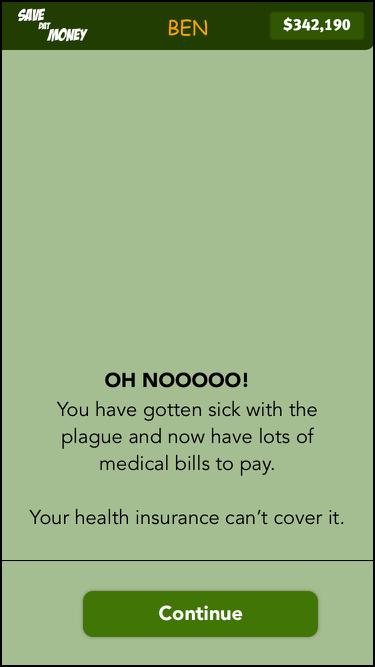 SAVE
DAT
MONEY
BEN
$342,190
OH NOOOOO!
You have gotten sick with the
plague and now have lots of
medical bills to pay.
Your health insurance can’t cover it.
Continue